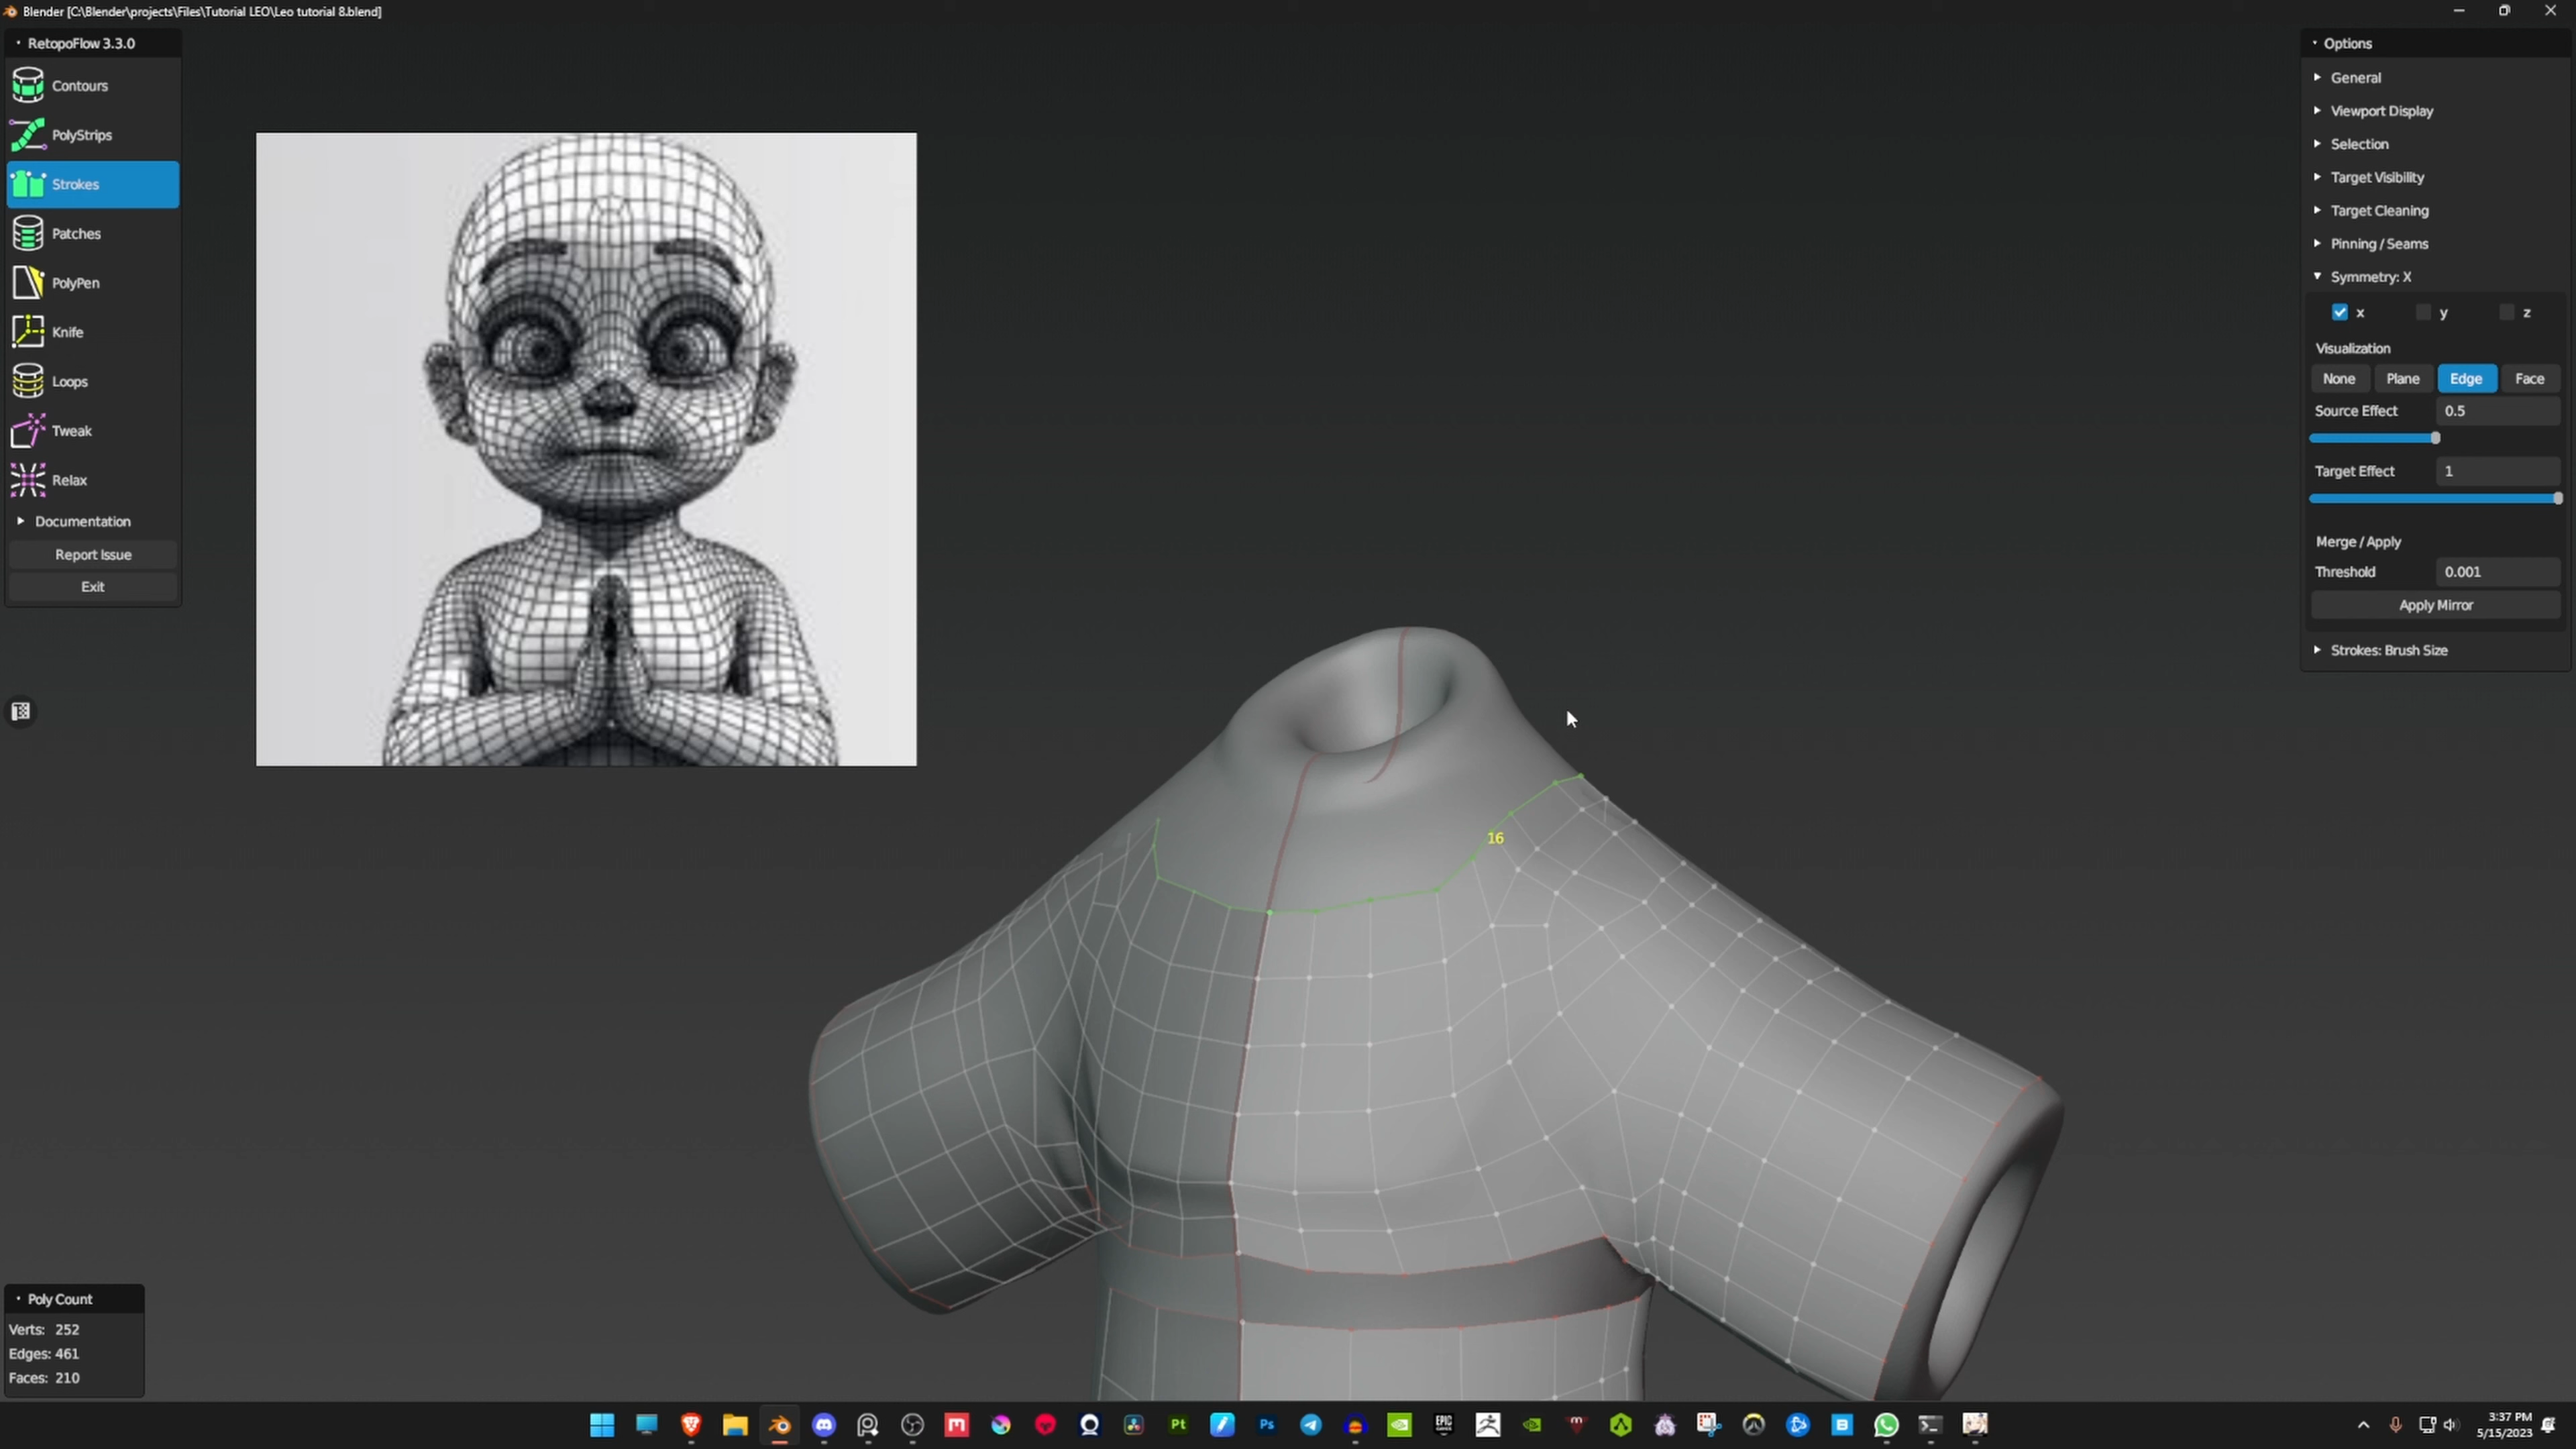 Blender [C:\Blender\projects\Files\Tutorial LEO\Leo tutorial 8.blend]
RetopoFlow 3.3.0
Contours
PolyStrips
Strokes
Patches
PolyPen
Knife
Loops
Tweak
Relax
Documentation
Report Issue
Exit
Options
General
Viewport Display
Selection
Target Visibility
Target Cleaning
Pinning / Seams
Symmetry: X
x y z
Visualization
None Plane Edge Face
Source Effect 0.5
Target Effect 1
Merge / Apply
Threshold 0.001
Apply Mirror
Strokes: Brush Size
16
Poly Count
Verts: 252
Edges: 461
Faces: 210
Pt
Ps
EPIC
GAMES
3:37 PM
5/15/2023